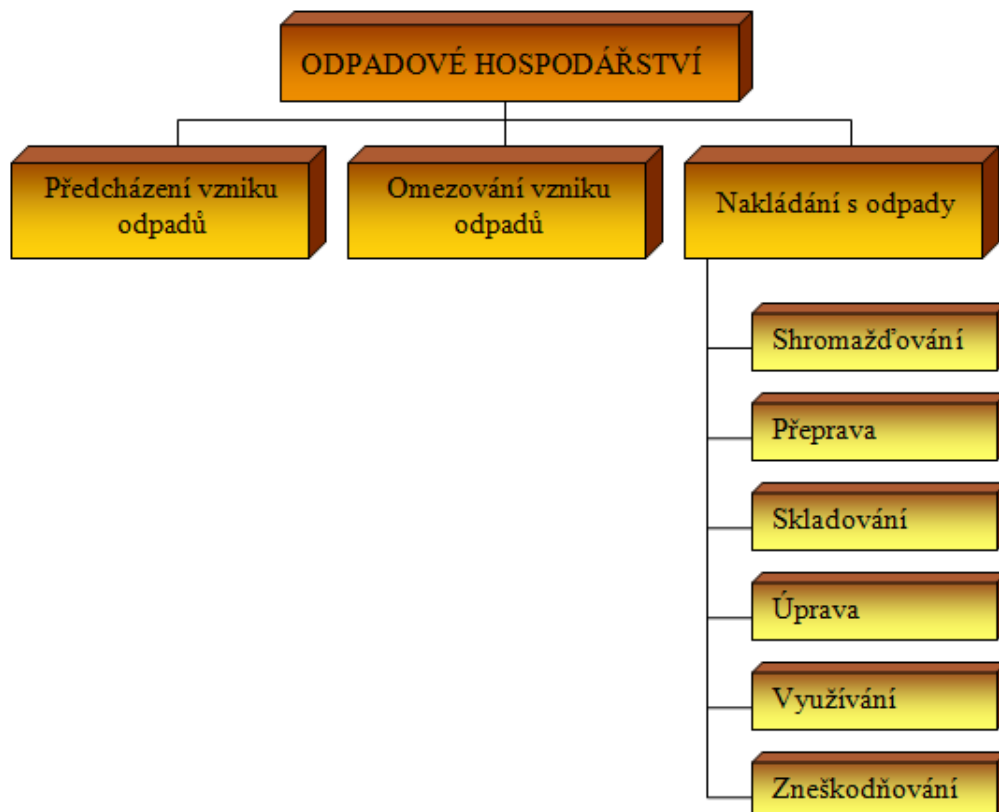 ODPADOVÉ HOSPODÁŘSTVÍ
Předcházení vzniku
odpadů
Omezování vzniku
odpadů
Nakládání s odpady
Shromažďování
Přeprava
Skladování
Úprava
Využívání
Zneškodňování